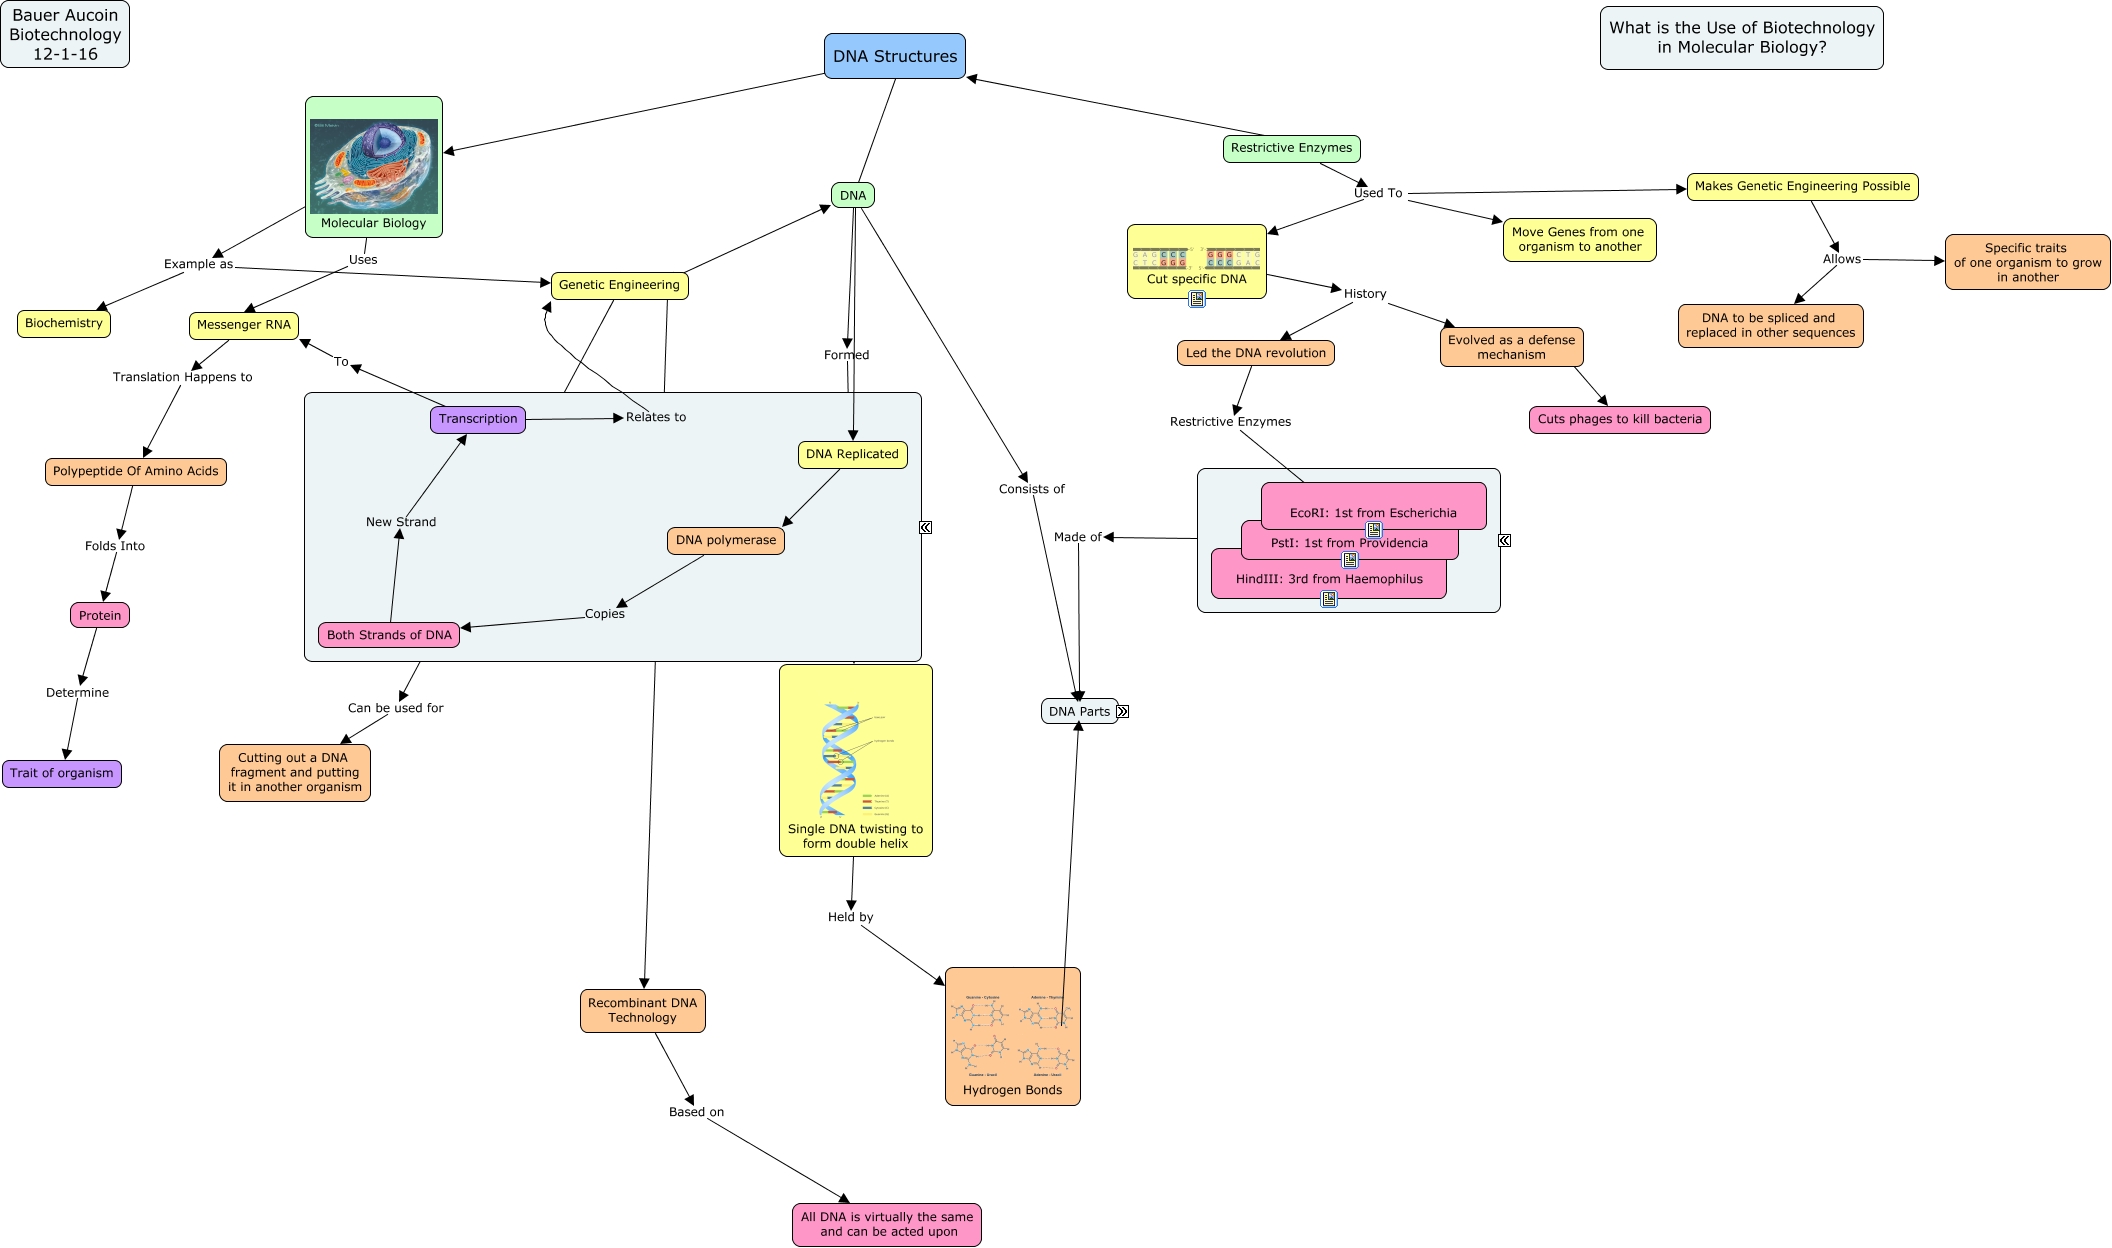 Bauer Aucoin
Biotechnology
12-1-16
What is the Use of Biotechnology
in Molecular Biology?
DNA Structures
Molecular Biology
Restrictive Enzymes
DNA
Used To
Makes Genetic Engineering Possible
Move Genes from one
organism to another
Specific traits
of one organism to grow
in another
Allows
DNA to be spliced and
replaced in other sequences
G A G C C C G G G C T G
C T C G G G C C C G A C
Cut specific DNA
History
Led the DNA revolution
Evolved as a defense
mechanism
Cuts phages to kill bacteria
Restrictive Enzymes
EcoRI: 1st from Escherichia
PstI: 1st from Providencia
HindIII: 3rd from Haemophilus
Made of
Example as
Uses
Genetic Engineering
Biochemistry
Messenger RNA
To
Translation Happens to
Formed
Transcription
Relates to
DNA Replicated
Polypeptide Of Amino Acids
Consists of
New Strand
DNA polymerase
Folds Into
Copies
Protein
Both Strands of DNA
Determine
Can be used for
DNA Parts
Trait of organism
Cutting out a DNA
fragment and putting
it in another organism
Single DNA twisting to
form double helix
Held by
Recombinant DNA
Technology
Guanine - Cytosine
Adenine - Thymine
Guanine - Uracil
Adenine - Uracil
Hydrogen Bonds
Based on
All DNA is virtually the same
and can be acted upon